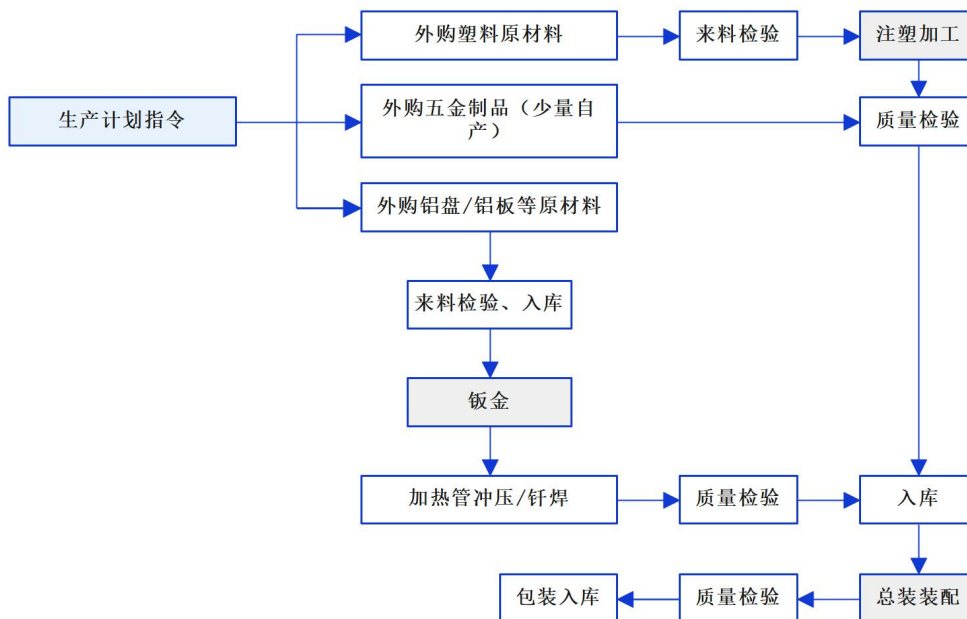 外购塑料原材料
来料检验
注塑加工
生产计划指令
外购五金制品（少量自
产）
质量检验
外购铝盘/铝板等原材料
来料检验、入库
钣金
加热管冲压/钎焊
质量检验
入库
包装入库
质量检验
总装装配